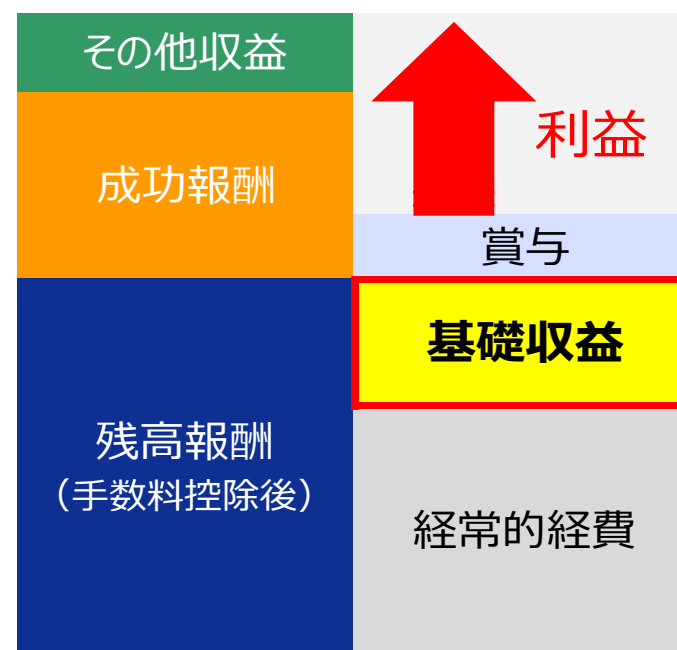 その他収益
成功報酬
残高報酬
（手数料控除後）
利益
賞与
基礎収益
経常的経費